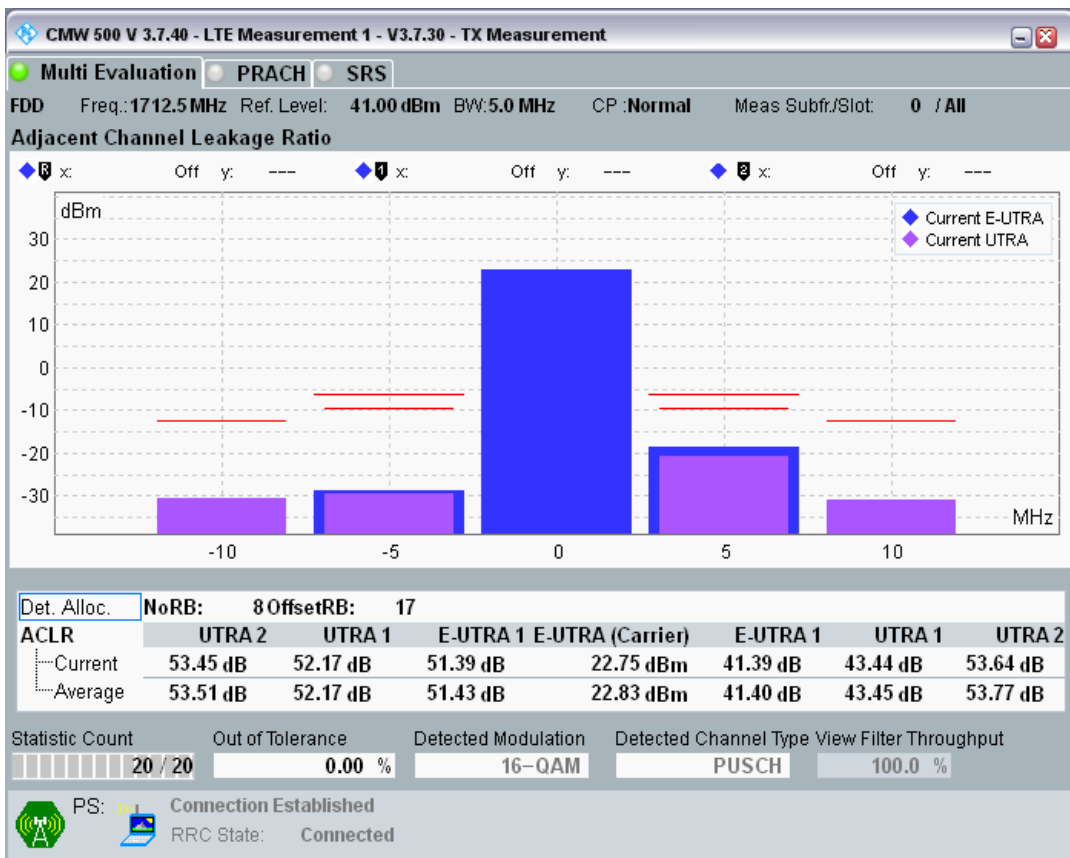 CMW 500 V 3.7.40 - LTE Measurement 1 - V3.7.30 - TX Measurement
Multi Evaluation PRACH SRS
FDD Freq.:1712.5 MHz Ref. Level: 41.00 dBm BW:5.0 MHz CP :Normal Meas Subfr./Slot: 0 / All
Adjacent Channel Leakage Ratio
R x: Off y: --- 1 x: Off y: --- 2 x: Off y: ---
dBm
Current E-UTRA
Current UTRA
30
20
10
0
-10
-20
-30
MHz
-10 -5 0 5 10
Det. Alloc. NoRB: 8 OffsetRB: 17
ACLR UTRA 2 UTRA 1 E-UTRA 1 E-UTRA (Carrier) E-UTRA 1 UTRA 1 UTRA 2
Current 53.45 dB 52.17 dB 51.39 dB 22.75 dBm 41.39 dB 43.44 dB 53.64 dB
Average 53.51 dB 52.17 dB 51.43 dB 22.83 dBm 41.40 dB 43.45 dB 53.77 dB
Statistic Count Out of Tolerance Detected Modulation Detected Channel Type View Filter Throughput
20 / 20 0.00 % 16-QAM PUSCH 100.0 %
PS: Connection Established
RRC State: Connected